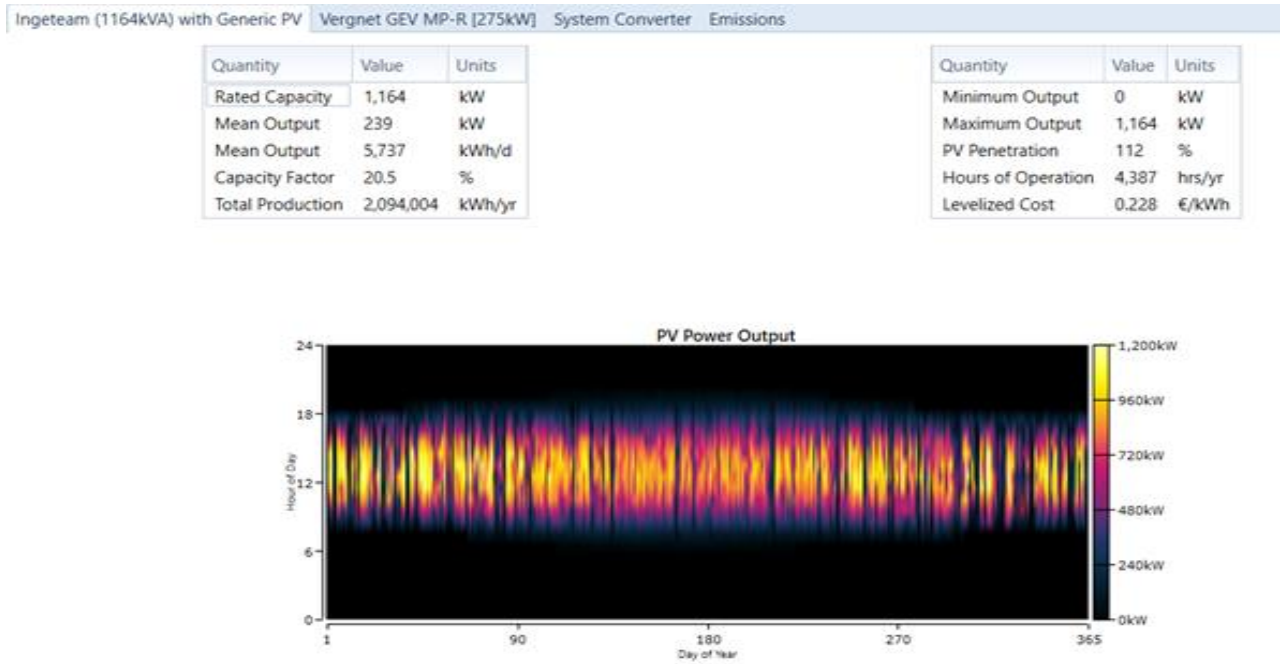 Ingeteam (1164kVA) with Generic PV Vergnet GEV MP-R [275kW] System Converter Emissions
Quantity Value Units
Rated Capacity 1,164 kW
Mean Output 239 kW
Mean Output 5,737 kWh/d
Capacity Factor 20.5 %
Total Production 2,094,004 kWh/yr
Quantity Value Units
Minimum Output 0 kW
Maximum Output 1,164 kW
PV Penetration 112 %
Hours of Operation 4,387 hrs/yr
Levelized Cost 0.228 €/kWh
PV Power Output
24
18
12
6
0
Hour of Day
1 90 180 270 365
Day of Year
1,200kW
960kW
720kW
480kW
240kW
0kW